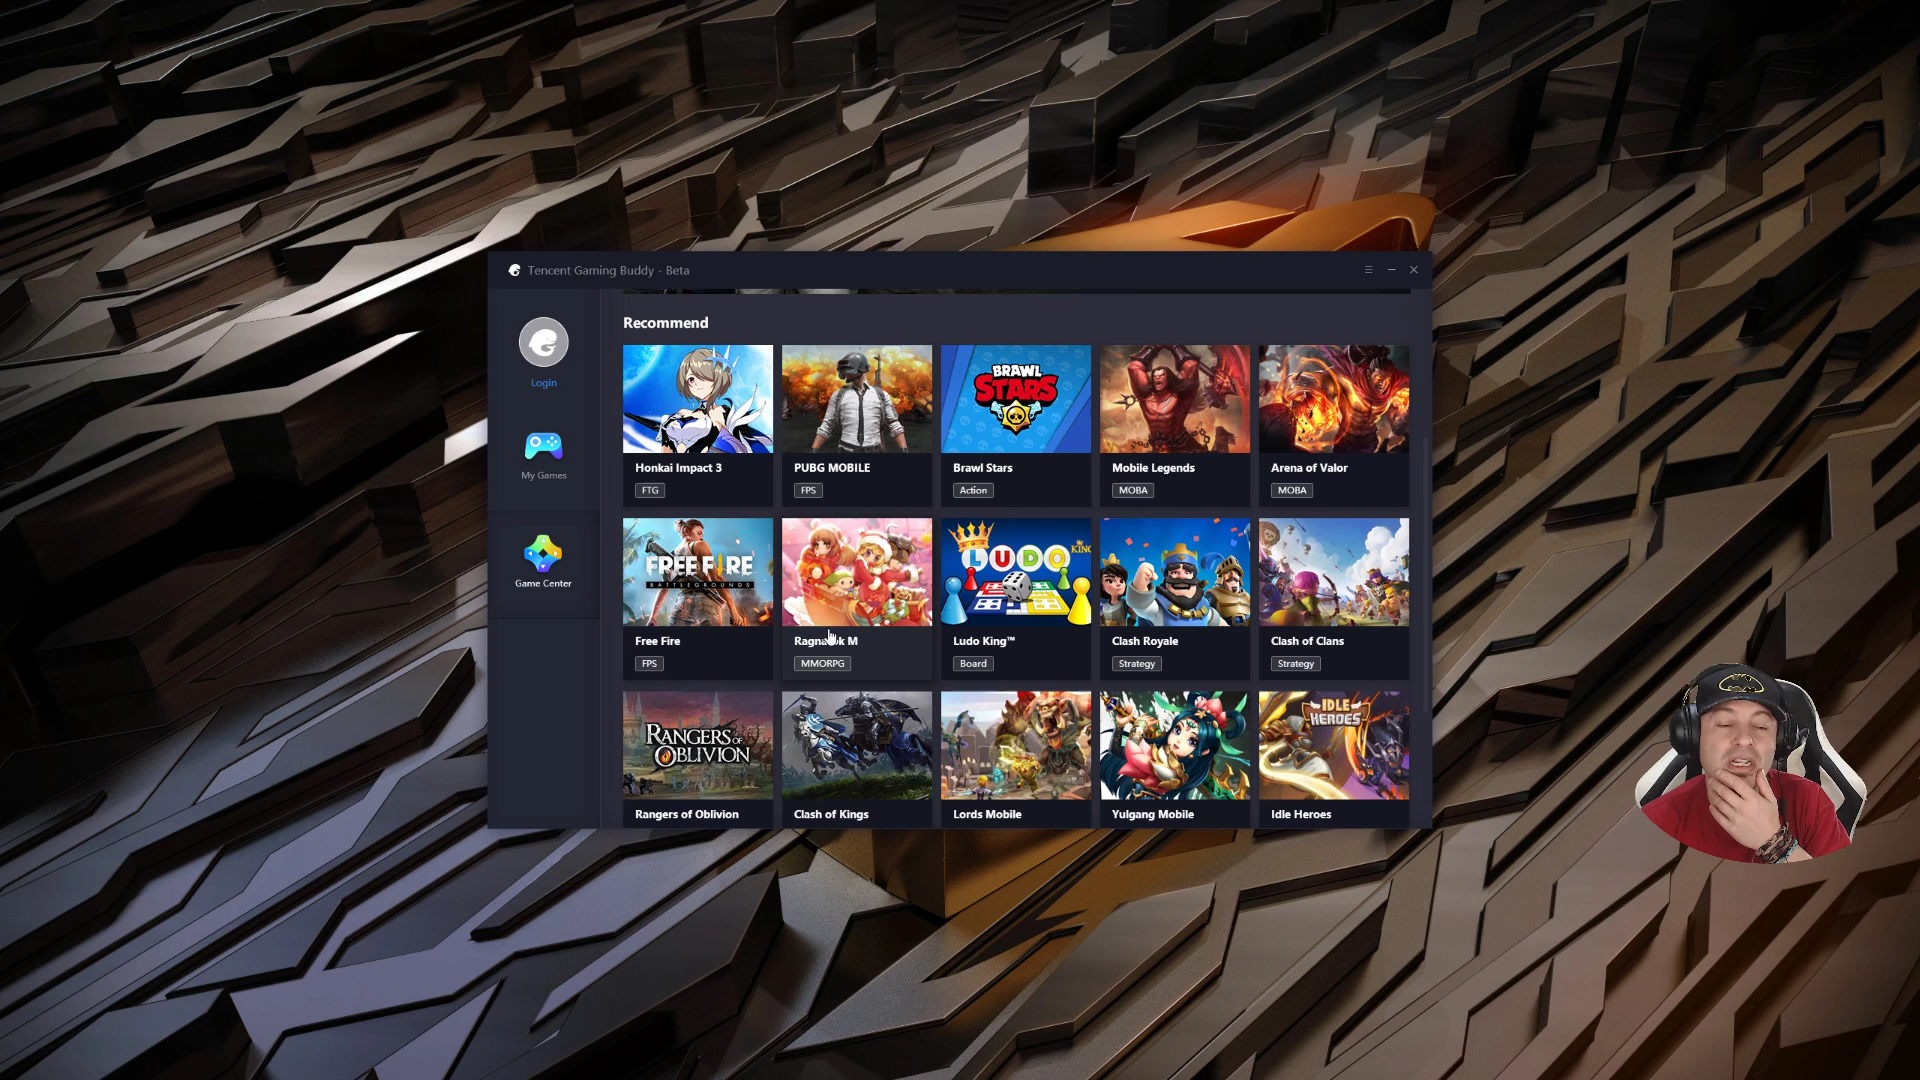 Tencent Gaming Buddy - Beta
Login
My Games
Game Center
Recommend
BRAWL
STARS
Honkai Impact 3
PUBG MOBILE
Brawl Stars
Mobile Legends
Arena of Valor
FTG
FPS
Action
MOBA
MOBA
FREE FIRE
BATTLEGROUNDS
LUDO KING
Free Fire
Ragnarok M
Ludo King™
Clash Royale
Clash of Clans
FPS
MMORPG
Board
Strategy
Strategy
RANGERS OF
OBLIVION
IDLE
HEROES
Rangers of Oblivion
Clash of Kings
Lords Mobile
Yulgang Mobile
Idle Heroes